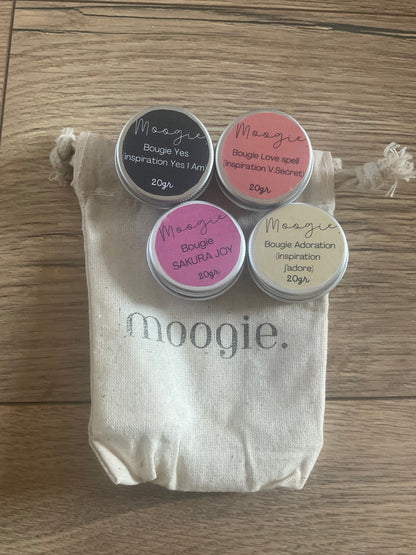 Moogie
Bougie Yes
(inspiration Yes I Am
20gr
Moogie
Bougie Love spell
(inspiration V.Secret)
20gr
Moogie
Bougie
SAKURA JOY
20gr
Moogie
Bougie Adoration
(inspiration
j'adore)
20gr
moogie.